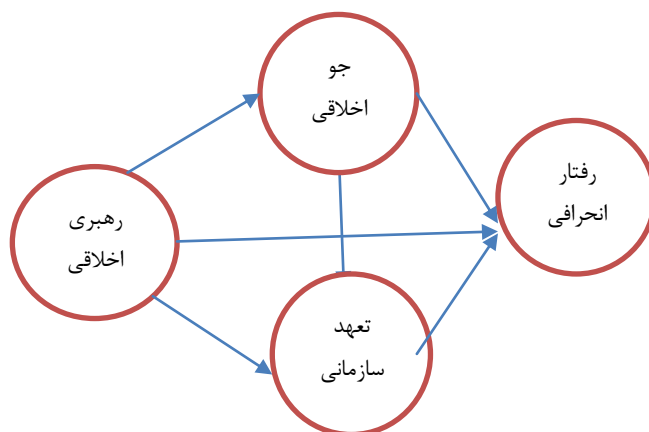 جو
اخلاقی
رفتار
انحرافی
رهبری
اخلاقی
تعهد
سازمانی